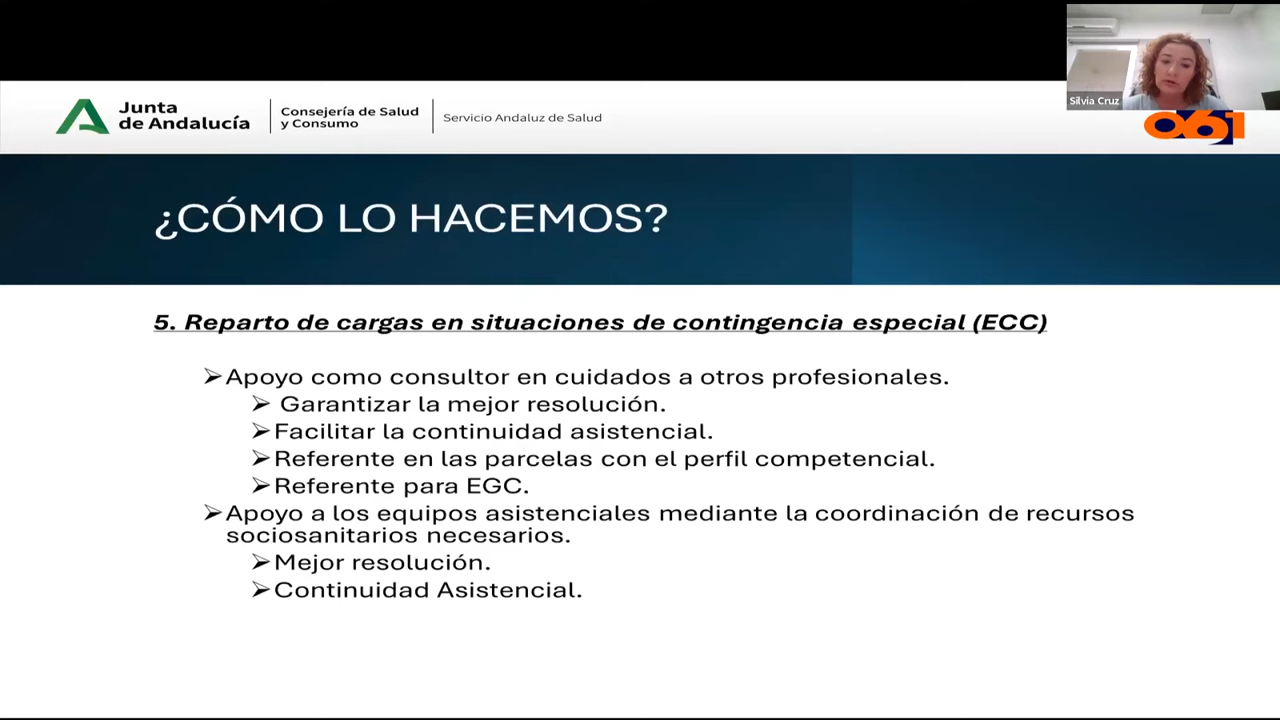 Silvia Cruz
Junta
de Andalucía
Consejería de Salud
y Consumo
Servicio Andaluz de Salud
061
¿CÓMO LO HACEMOS?
5. Reparto de cargas en situaciones de contingencia especial (ECC)
Apoyo como consultor en cuidados a otros profesionales.
Garantizar la mejor resolución.
Facilitar la continuidad asistencial.
Referente en las parcelas con el perfil competencial.
Referente para EGC.
Apoyo a los equipos asistenciales mediante la coordinación de recursos
sociosanitarios necesarios.
Mejor resolución.
Continuidad Asistencial.